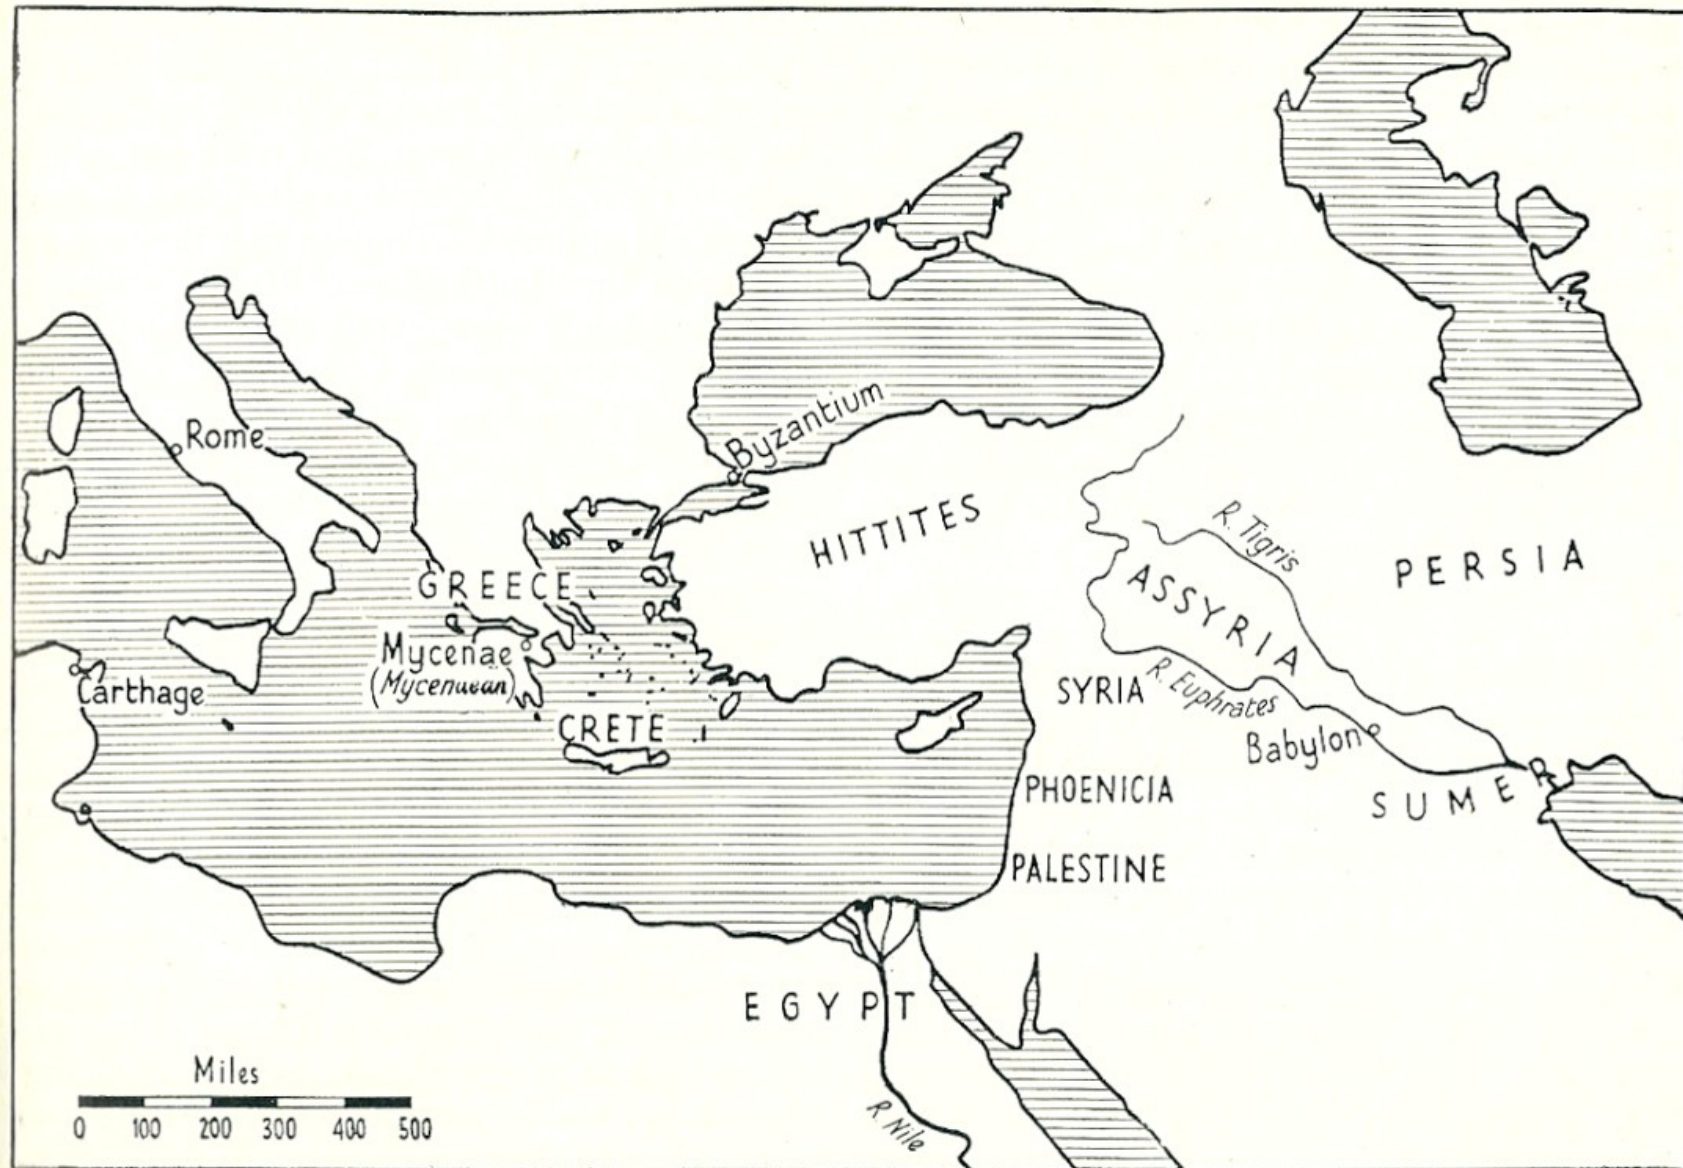 Rome
Byzantium
HITTITES
R. Tigris
ASSYRIA
PERSIA
GREECE
Mycenae
(Mycenuean)
Carthage
CRETE
SYRIA
R. Euphrates
Babylon
SUMER
PHOENICIA
PALESTINE
EGYPT
R. Nile
Miles
0 100 200 300 400 500